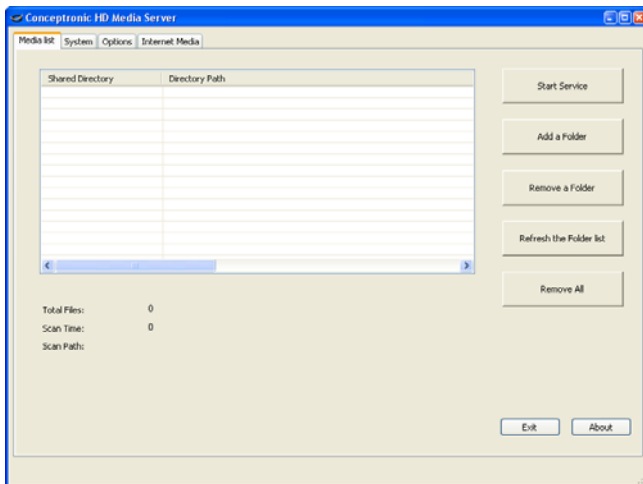 Conceptronic HD Media Server
Media list System Options Internet Media
Shared Directory Directory Path
Start Service
Add a Folder
Remove a Folder
Refresh the Folder list
Remove All
Total Files: 0
Scan Time: 0
Scan Path:
Exit About